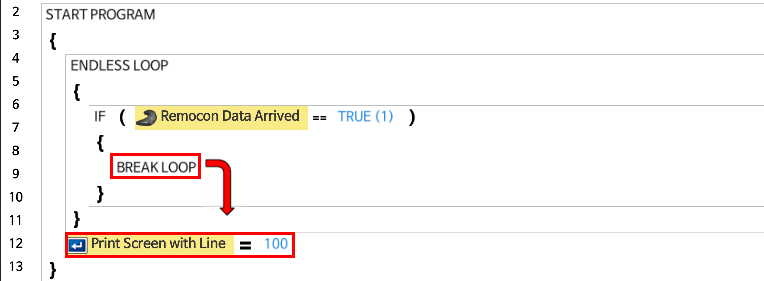 2 START PROGRAM
3 {
4 ENDLESS LOOP
5 {
6 IF ( Remocon Data Arrived == TRUE (1) )
7 {
8
9 BREAK LOOP
10 }
11 }
12 Print Screen with Line = 100
13 }